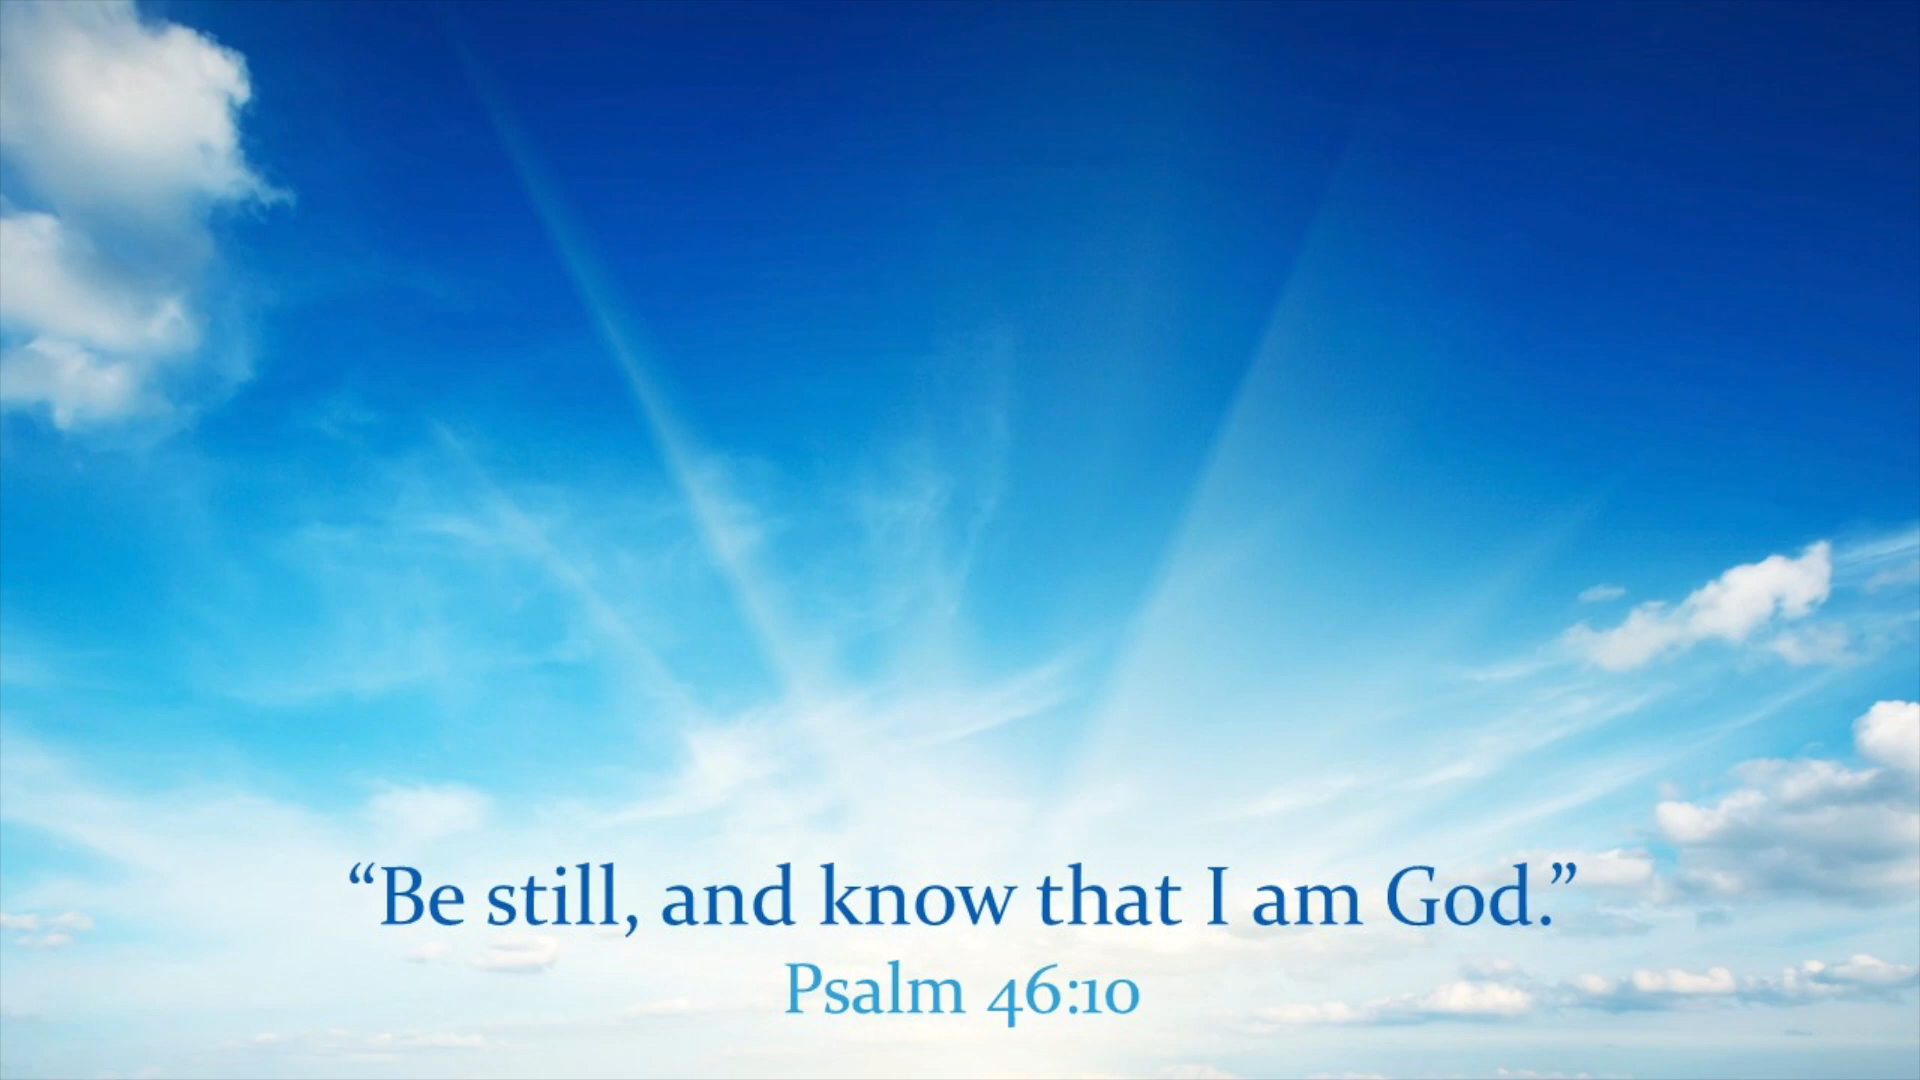 “Be still, and know that I am God.”
Psalm 46:10